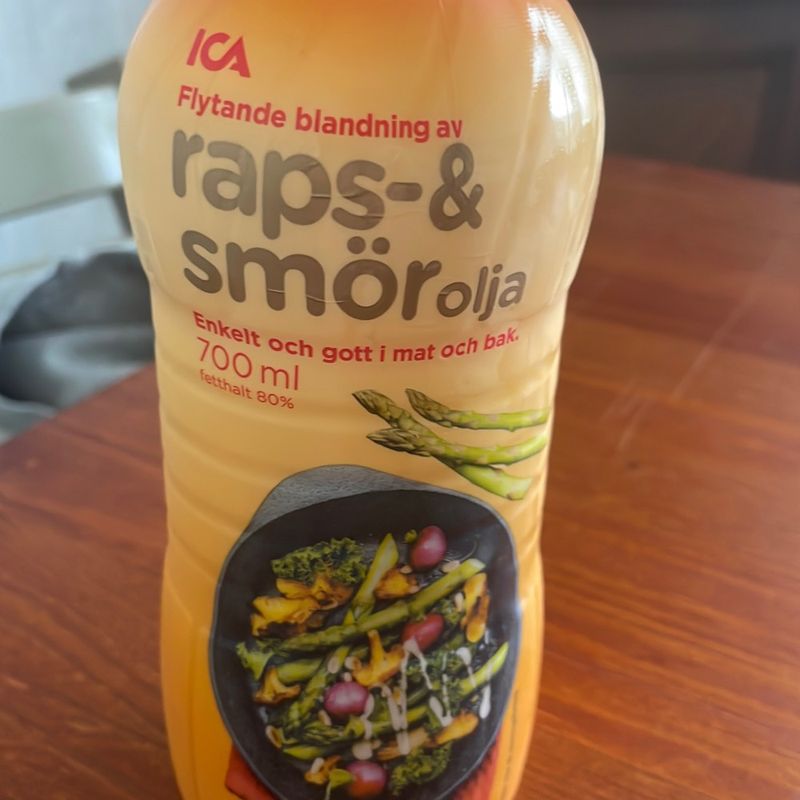 ICA
Flytande blandning av
raps-&
smörolja
Enkelt och gott i mat och bak.
700 ml
fetthalt 80%